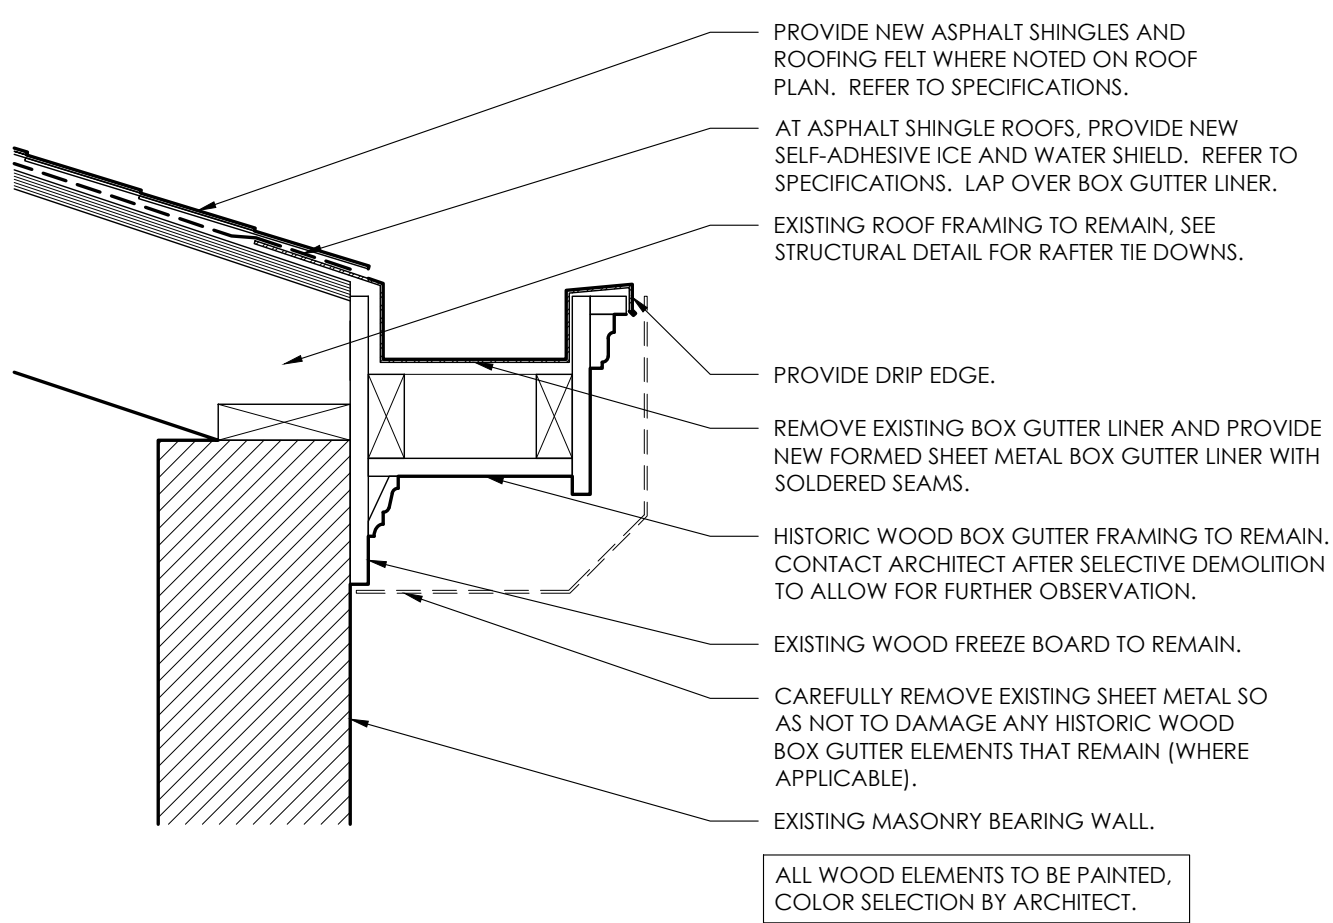 PROVIDE NEW ASPHALT SHINGLES AND
ROOFING FELT WHERE NOTED ON ROOF
PLAN.  REFER TO SPECIFICATIONS.
AT ASPHALT SHINGLE ROOFS, PROVIDE NEW
SELF-ADHESIVE ICE AND WATER SHIELD.  REFER TO
SPECIFICATIONS.  LAP OVER BOX GUTTER LINER.
EXISTING ROOF FRAMING TO REMAIN, SEE
STRUCTURAL DETAIL FOR RAFTER TIE DOWNS.
PROVIDE DRIP EDGE.
REMOVE EXISTING BOX GUTTER LINER AND PROVIDE
NEW FORMED SHEET METAL BOX GUTTER LINER WITH
SOLDERED SEAMS.
HISTORIC WOOD BOX GUTTER FRAMING TO REMAIN.
CONTACT ARCHITECT AFTER SELECTIVE DEMOLITION
TO ALLOW FOR FURTHER OBSERVATION.
EXISTING WOOD FREEZE BOARD TO REMAIN.
CAREFULLY REMOVE EXISTING SHEET METAL SO
AS NOT TO DAMAGE ANY HISTORIC WOOD
BOX GUTTER ELEMENTS THAT REMAIN (WHERE
APPLICABLE).
EXISTING MASONRY BEARING WALL.
ALL WOOD ELEMENTS TO BE PAINTED,
COLOR SELECTION BY ARCHITECT.